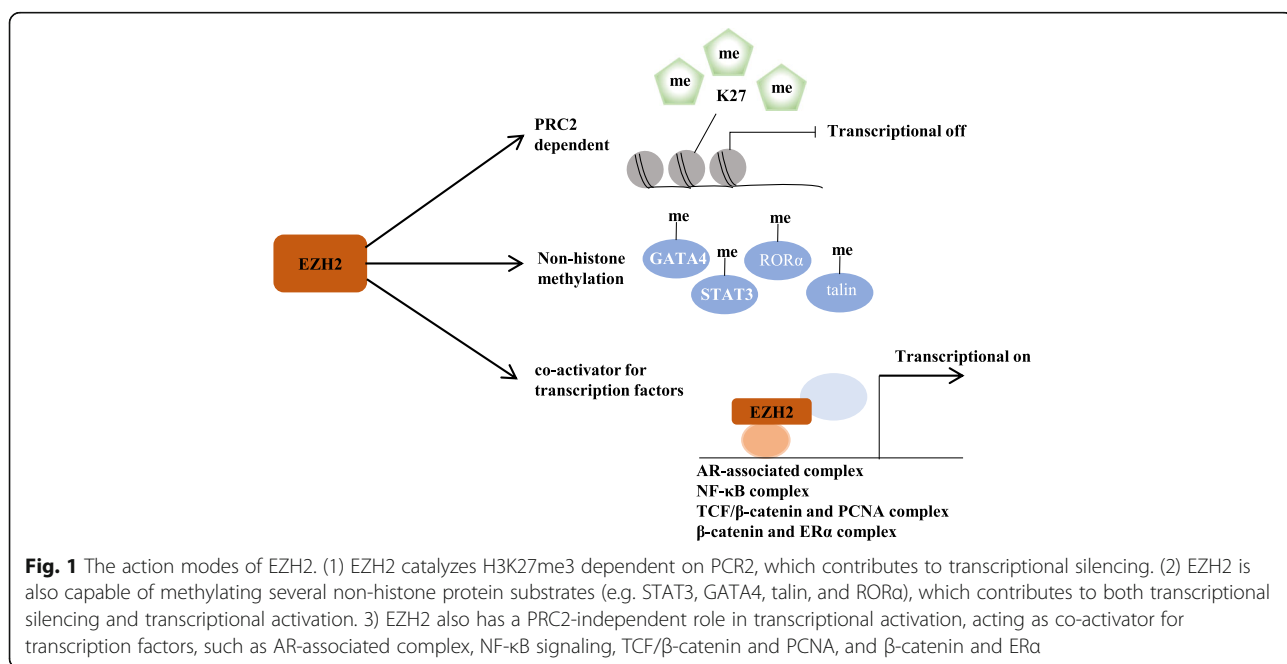 me
me
me
K27
PRC2
dependent
Transcriptional off
EZH2
Non-histone
methylation
me
GATA4
me
STAT3
me
RORα
me
talin
co-activator for
transcription factors
Transcriptional on
EZH2
AR-associated complex
NF-κB complex
TCF/β-catenin and PCNA complex
β-catenin and ERα complex
Fig. 1 The action modes of EZH2. (1) EZH2 catalyzes H3K27me3 dependent on PCR2, which contributes to transcriptional silencing. (2) EZH2 is
also capable of methylating several non-histone protein substrates (e.g. STAT3, GATA4, talin, and RORα), which contributes to both transcriptional
silencing and transcriptional activation. 3) EZH2 also has a PRC2-independent role in transcriptional activation, acting as co-activator for
transcription factors, such as AR-associated complex, NF-κB signaling, TCF/β-catenin and PCNA, and β-catenin and ERα